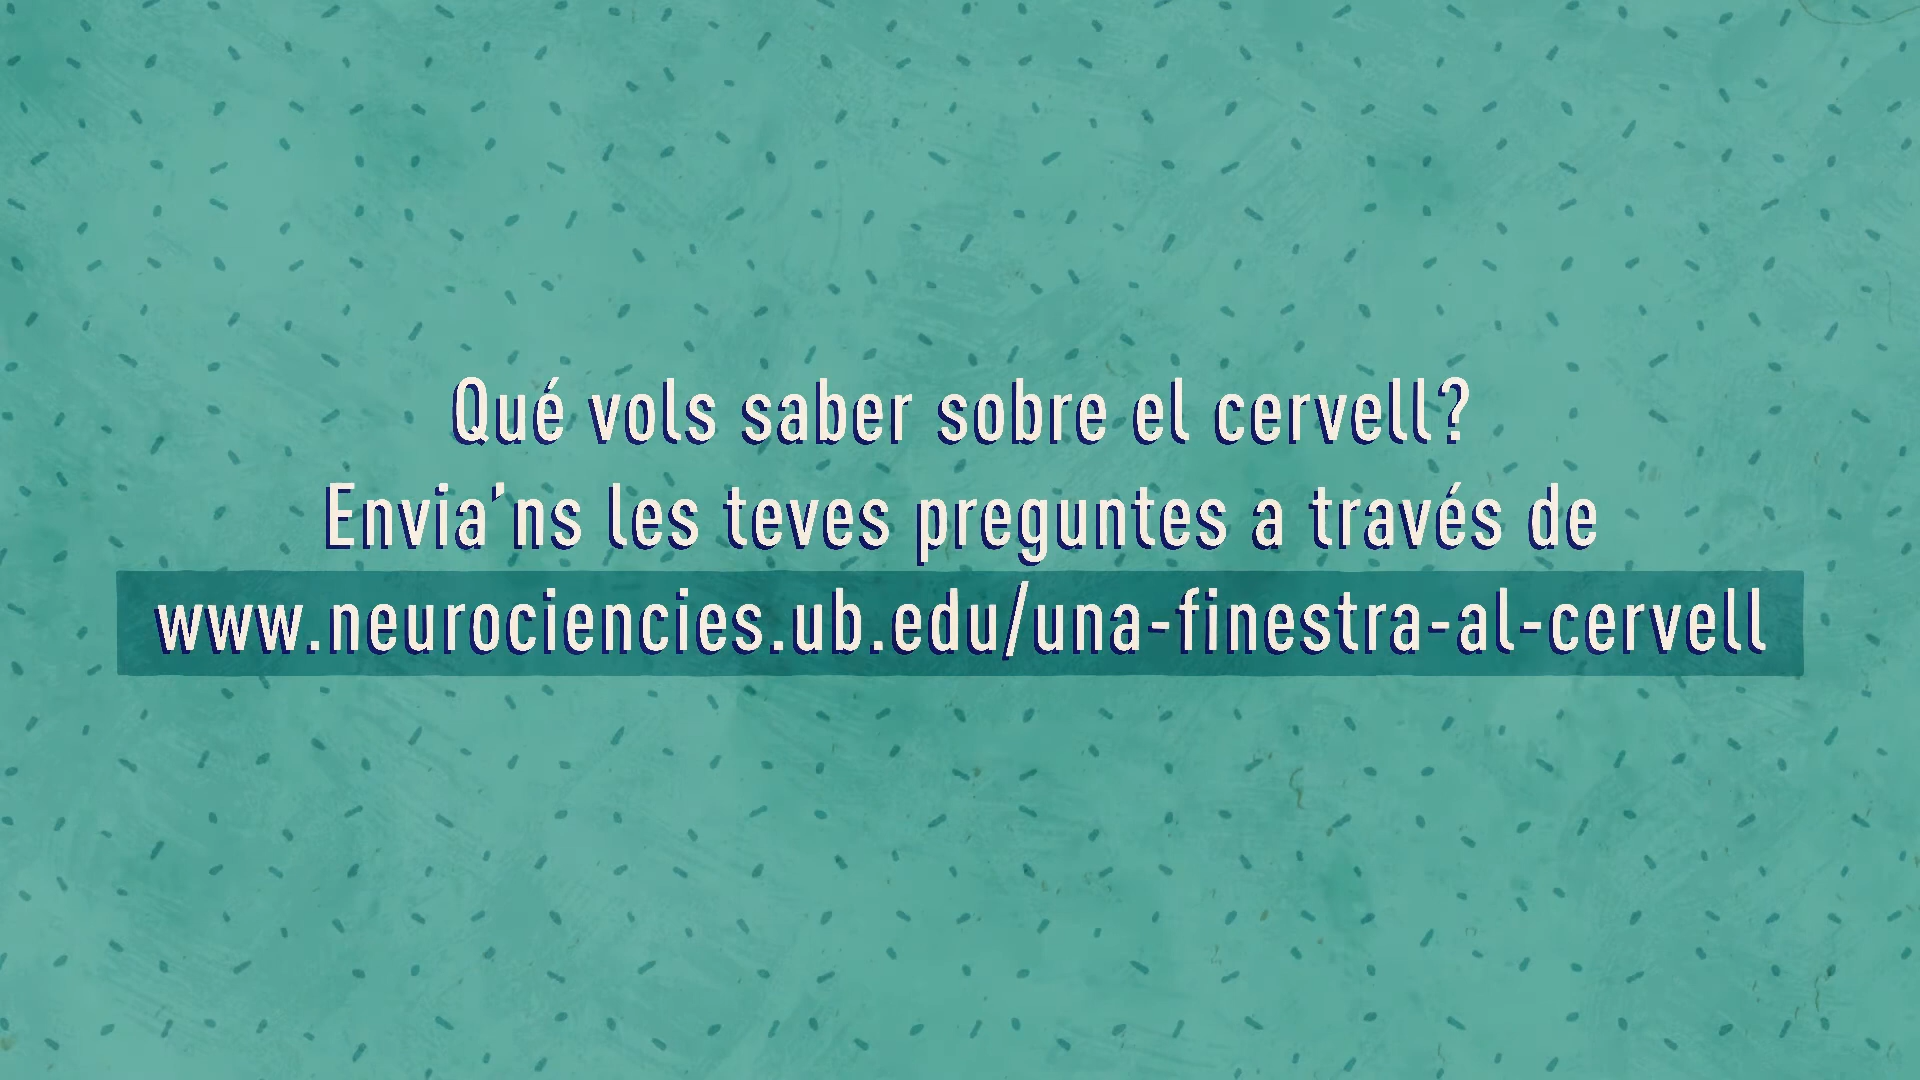 Qué vols saber sobre el cervell?
Envia'ns les teves preguntes a través de
www.neurociencies.ub.edu/una-finestra-al-cervell